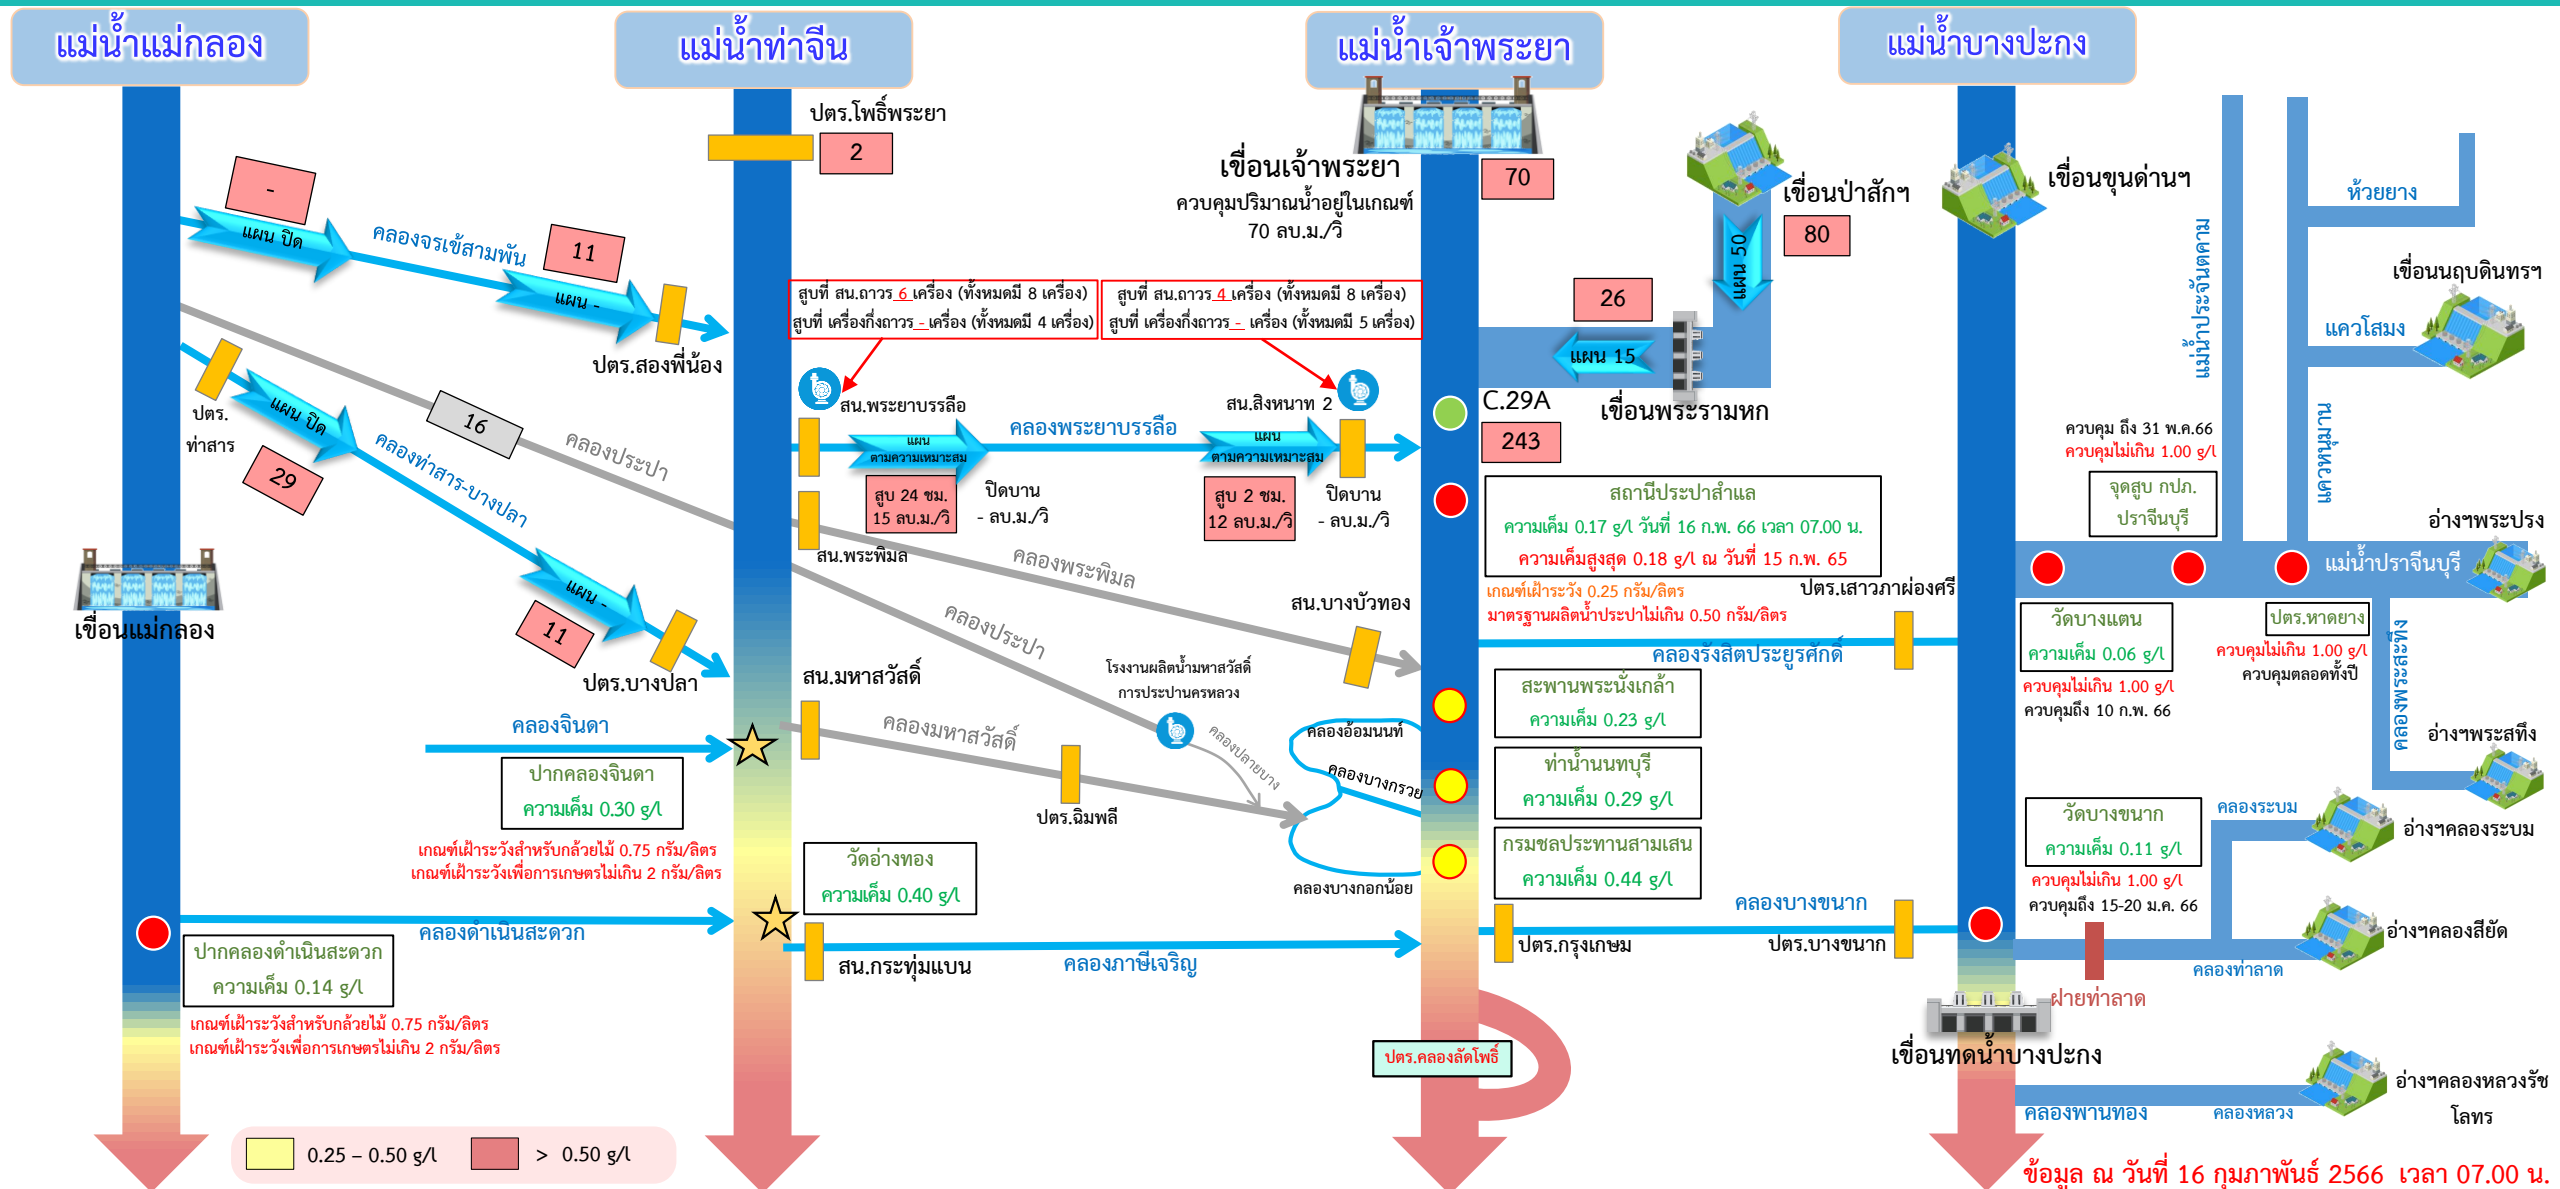 แม่น้ำแม่กลอง
แม่น้ำท่าจีน
แม่น้ำเจ้าพระยา
แม่น้ำบางปะกง
ปตร.โพธิ์พระยา
2
-
แผน ปิด
คลองจรเข้สามพัน
11
แผน -
ปตร.สองพี่น้อง
ปตร.
ท่าสาร
แผน ปิด
29
16
คลองประปา
คลองท่าสาร-บางปลา
แผน -
11
ปตร.บางปลา
เขื่อนแม่กลอง
คลองจินดา
ปากคลองจินดา
ความเค็ม 0.30 g/l
เกณฑ์เฝ้าระวังสำหรับกล้วยไม้ 0.75 กรัม/ลิตร
เกณฑ์เฝ้าระวังเพื่อการเกษตรไม่เกิน 2 กรัม/ลิตร
คลองดำเนินสะดวก
ปากคลองดำเนินสะดวก
ความเค็ม 0.14 g/l
เกณฑ์เฝ้าระวังสำหรับกล้วยไม้ 0.75 กรัม/ลิตร
เกณฑ์เฝ้าระวังเพื่อการเกษตรไม่เกิน 2 กรัม/ลิตร
0.25 – 0.50 g/l
> 0.50 g/l
เขื่อนเจ้าพระยา
ควบคุมปริมาณน้ำอยู่ในเกณฑ์
70 ลบ.ม./วิ
70
สูบที่ สน.ถาวร 6 เครื่อง (ทั้งหมดมี 8 เครื่อง)
สูบที่ เครื่องกึ่งถาวร - เครื่อง (ทั้งหมดมี 4 เครื่อง)
สูบที่ สน.ถาวร 4 เครื่อง (ทั้งหมดมี 8 เครื่อง)
สูบที่ เครื่องกึ่งถาวร - เครื่อง (ทั้งหมดมี 5 เครื่อง)
สน.พระยาบรรลือ
แผน
ตามความเหมาะสม
คลองพระยาบรรลือ
สน.สิงหนาท 2
แผน
ตามความเหมาะสม
สูบ 24 ชม.
15 ลบ.ม./วิ
ปิดบาน
- ลบ.ม./วิ
สูบ 2 ชม.
12 ลบ.ม./วิ
ปิดบาน
- ลบ.ม./วิ
สน.พระพิมล
คลองพระพิมล
สน.บางบัวทอง
คลองประปา
โรงงานผลิตน้ำมหาสวัสดิ์
การประปานครหลวง
สน.มหาสวัสดิ์
คลองมหาสวัสดิ์
ปตร.ฉิมพลี
คลองปลายบาง
คลองอ้อมนนท์
คลองบางกรวย
คลองบางกอกน้อย
วัดอ่างทอง
ความเค็ม 0.40 g/l
สน.กระทุ่มแบน
คลองภาษีเจริญ
เขื่อนป่าสักฯ
80
แผน 50
26
แผน 15
เขื่อนพระรามหก
C.29A
243
สถานีประปาสำแล
ความเค็ม 0.17 g/l วันที่ 16 ก.พ. 66 เวลา 07.00 น.
ความเค็มสูงสุด 0.18 g/l ณ วันที่ 15 ก.พ. 65
เกณฑ์เฝ้าระวัง 0.25 กรัม/ลิตร
มาตรฐานผลิตน้ำประปาไม่เกิน 0.50 กรัม/ลิตร
ปตร.เสาวภาผ่องศรี
คลองรังสิตประยูรศักดิ์
สะพานพระนั่งเกล้า
ความเค็ม 0.23 g/l
ท่าน้ำนนทบุรี
ความเค็ม 0.29 g/l
กรมชลประทานสามเสน
ความเค็ม 0.44 g/l
คลองบางขนาก
ปตร.กรุงเกษม
ปตร.บางขนาก
ปตร.คลองลัดโพธิ์
เขื่อนขุนด่านฯ
แม่น้ำประจันตคาม
ห้วยยาง
เขื่อนนฤบดินทรฯ
แควโสมง
แควหนุมาน
ควบคุม ถึง 31 พ.ค.66
ควบคุมไม่เกิน 1.00 g/l
จุดสูบ กปภ.
ปราจีนบุรี
อ่างฯพระปรง
แม่น้ำปราจีนบุรี
วัดบางแตน
ความเค็ม 0.06 g/l
ควบคุมไม่เกิน 1.00 g/l
ควบคุมถึง 10 ก.พ. 66
ปตร.หาดยาง
ควบคุมไม่เกิน 1.00 g/l
ควบคุมตลอดทั้งปี
คลองพระสะทึง
อ่างฯพระสทึง
วัดบางขนาก
ความเค็ม 0.11 g/l
ควบคุมไม่เกิน 1.00 g/l
ควบคุมถึง 15-20 ม.ค. 66
คลองระบม
อ่างฯคลองระบม
อ่างฯคลองสียัด
คลองท่าลาด
ฝายท่าลาด
เขื่อนทดน้ำบางปะกง
คลองพานทอง
คลองหลวง
อ่างฯคลองหลวงรัช
โลทร
ข้อมูล ณ วันที่ 16 กุมภาพันธ์ 2566 เวลา 07.00 น.